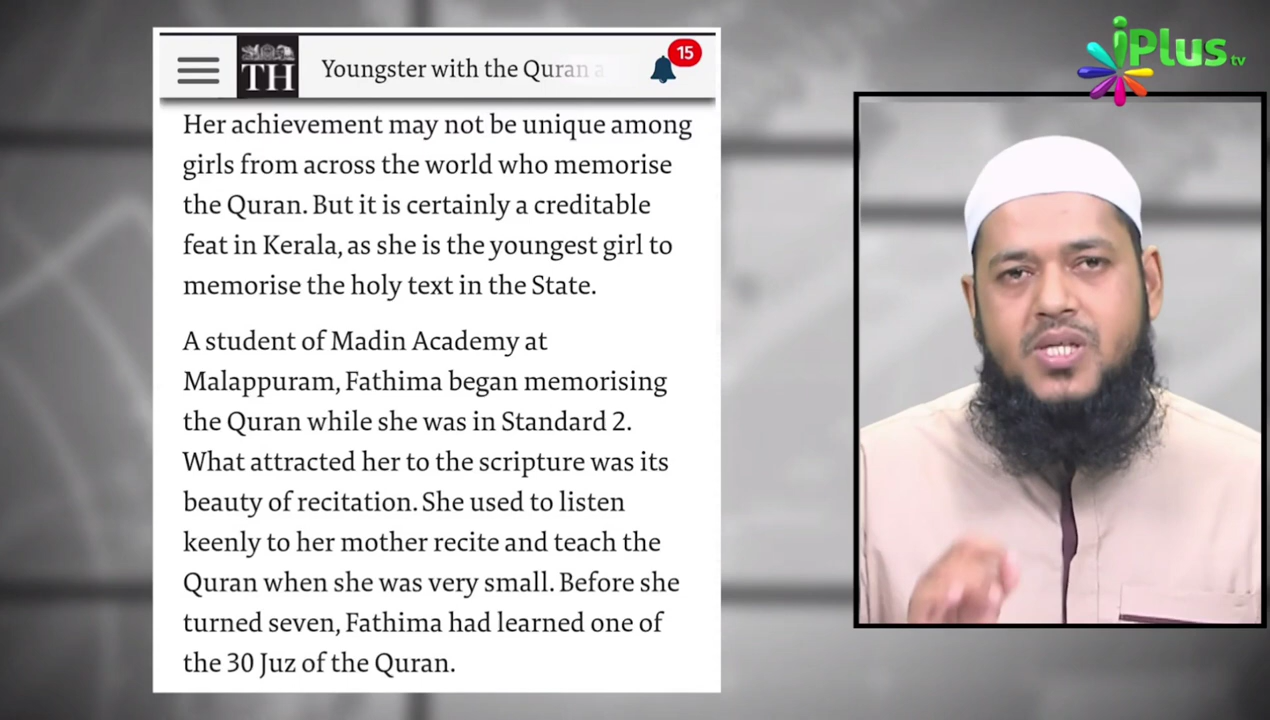 TH
Youngster with the Quran a
15
iPlus tv
Her achievement may not be unique among
girls from across the world who memorise
the Quran. But it is certainly a creditable
feat in Kerala, as she is the youngest girl to
memorise the holy text in the State.
A student of Madin Academy at
Malappuram, Fathima began memorising
the Quran while she was in Standard 2.
What attracted her to the scripture was its
beauty of recitation. She used to listen
keenly to her mother recite and teach the
Quran when she was very small. Before she
turned seven, Fathima had learned one of
the 30 Juz of the Quran.